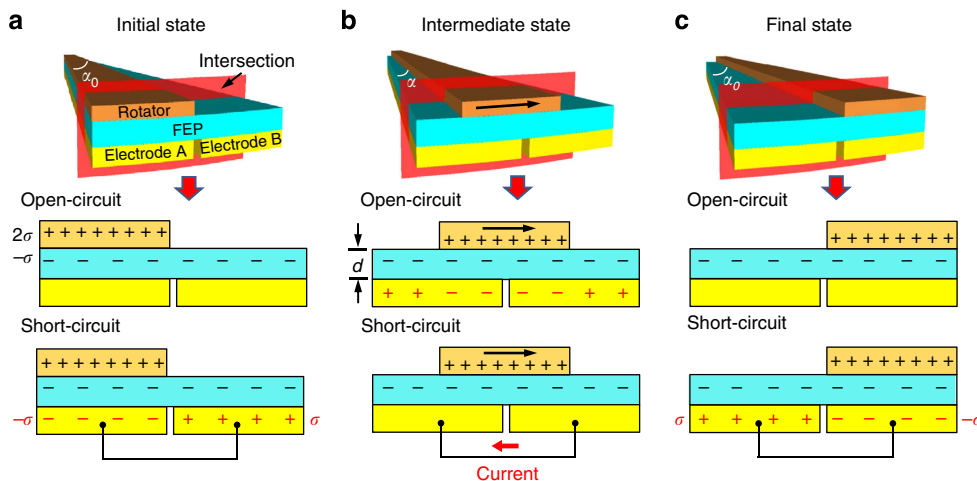 a Initial state
b Intermediate state
c Final state
α₀
Intersection
Rotator
FEP
Electrode A
Electrode B
α
α₀
Open-circuit
Open-circuit
Open-circuit
2σ
+ + + + + + + +
−σ
− − − − − − −
+ + + + + + + +
d
− − − − − − −
+ + − − − − + +
+ + + + + + + +
− − − − − − −
Short-circuit
Short-circuit
Short-circuit
+ + + + + + + +
− − − − − − −
−σ − − − − + + + + σ
+ + + + + + + +
− − − − − − −
Current
+ + + + + + + +
− − − − − − −
σ + + + + − − − − −σ